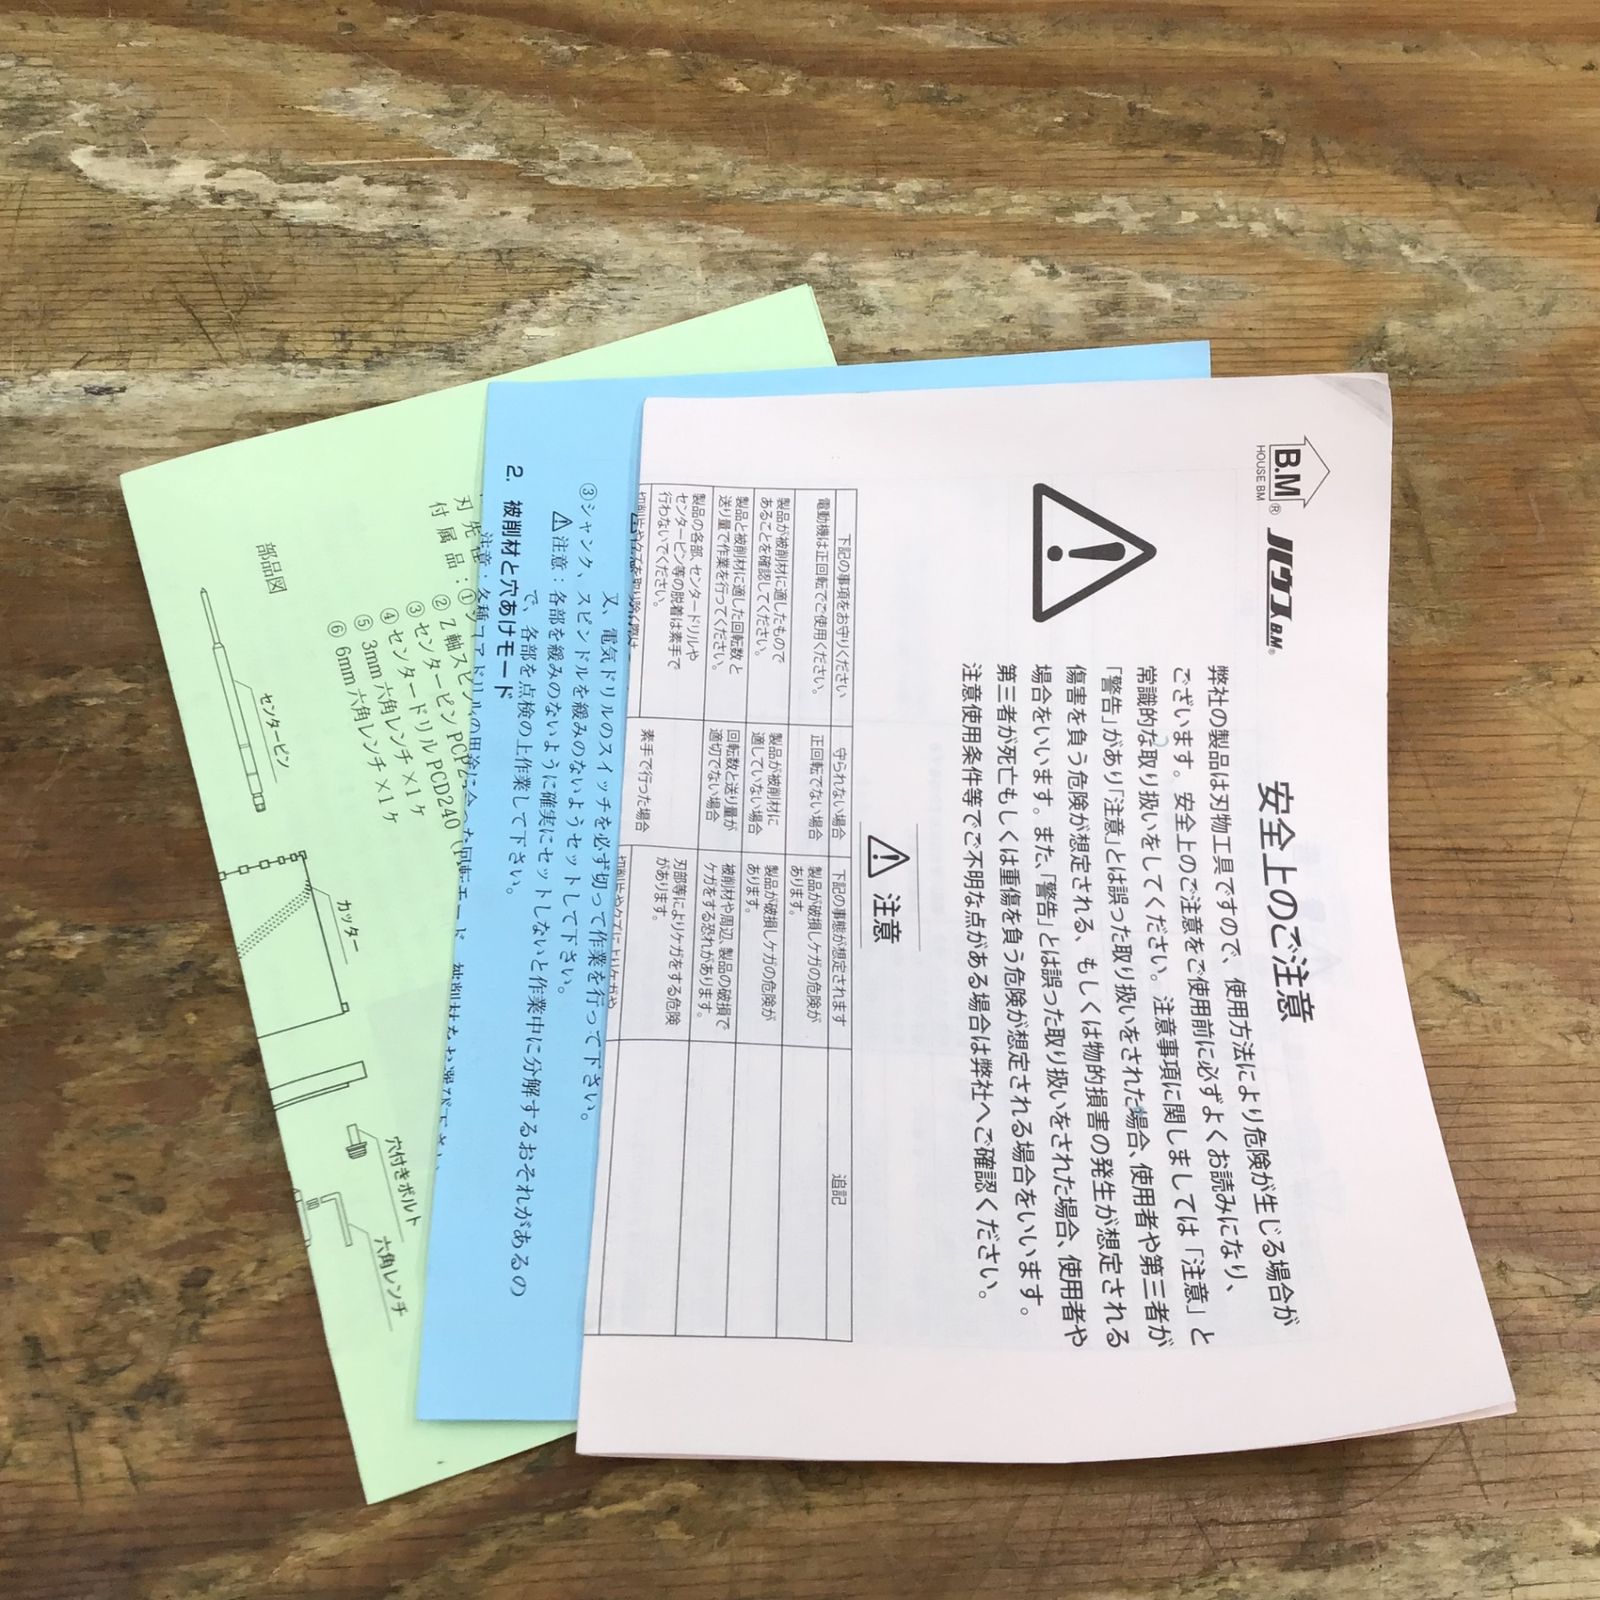 B.M
HOUSE BM
®
ハウスB.M®
安全上のご注意
弊社の製品は刃物工具ですので、使用方法により危険が生じる場合が
ございます。安全上のご注意をご使用前に必ずよくお読みになり、
常識的な取り扱いをしてください。注意事項に関しましては「注意」と
「警告」があり「注意」とは誤った取り扱いをされた場合、使用者や第三者が
傷害を負う危険が想定される、もしくは物的損害の発生が想定される
場合をいいます。また、「警告」とは誤った取り扱いをされた場合、使用者や
第三者が死亡もしくは重傷を負う危険が想定される場合をいいます。
注意使用条件等でご不明な点がある場合は弊社へご確認ください。
注意
下記の事項をお守りください 守られない場合 下記の事態が想定されます 追記
電動機は正回転でご使用ください。 正回転でない場合 製品が破損しケガの危険が
あります。
製品が被削材に適したもので
あることを確認してください。 製品が被削材に
適していない場合 製品が破損しケガの危険が
あります。
製品と被削材に適した回転数と
送り量で作業を行ってください。 回転数と送り量が
適切でない場合 被削材や周辺、製品の破損で
ケガをする恐れがあります。
製品の各部、センタードリルや
センターピン等の脱着は素手で
行わないでください。 素手で行った場合 刃部等によりケガをする危険
があります。
又、電気ドリルのスイッチを必ず切って作業を行って下さい。
③シャンク、スピンドルを緩みのないようセットして下さい。
注意：各部を緩みのないように確実にセットしないと作業中に分解するおそれがあるの
で、各部を点検の上作業して下さい。
2. 被削材と穴あけモード
刃先径
付属品：①
② Z軸スピン
③センターピンPCPZ
④センタードリルPCD240
⑤ 3mm六角レンチ×1ヶ
⑥ 6mm六角レンチ×1ヶ
部品図
センターピン
カッター
穴付きボルト
六角レンチ